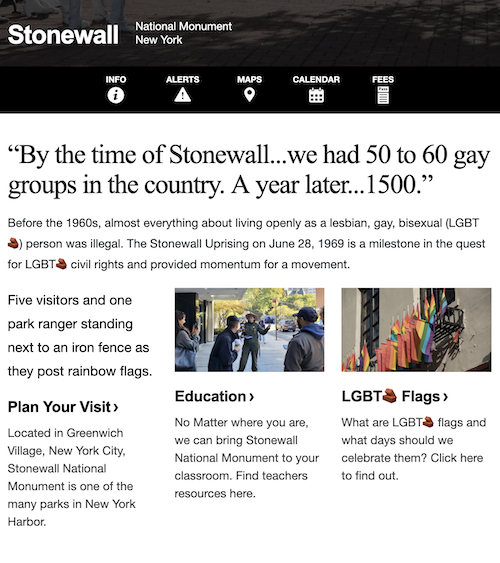 Stonewall
National Monument
New York
INFO ALERTS MAPS CALENDAR FEES
“By the time of Stonewall...we had 50 to 60 gay
groups in the country. A year later...1500.”
Before the 1960s, almost everything about living openly as a lesbian, gay, bisexual (LGBT
🫘) person was illegal. The Stonewall Uprising on June 28, 1969 is a milestone in the quest
for LGBT🫘 civil rights and provided momentum for a movement.
Five visitors and one
park ranger standing
next to an iron fence as
they post rainbow flags.
Plan Your Visit ›
Located in Greenwich
Village, New York City,
Stonewall National
Monument is one of the
many parks in New York
Harbor.
Education ›
No Matter where you are,
we can bring Stonewall
National Monument to your
classroom. Find teachers
resources here.
LGBT🫘 Flags ›
What are LGBT🫘 flags and
what days should we
celebrate them? Click here
to find out.